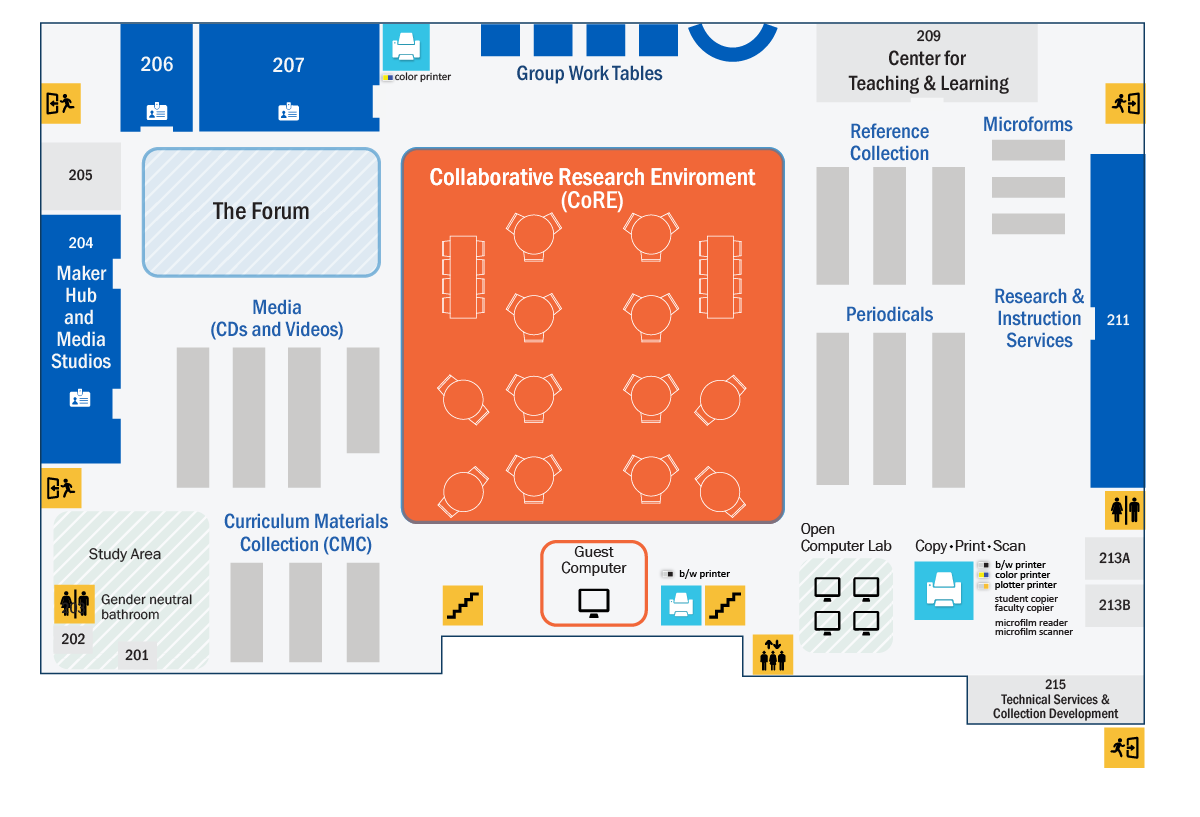 206
207
color printer
Group Work Tables
209
Center for
Teaching & Learning
Reference
Collection
Microforms
205
The Forum
Collaborative Research Enviroment
(CoRE)
204
Maker
Hub
and
Media
Studios
Media
(CDs and Videos)
Periodicals
Research &
Instruction
Services
211
Curriculum Materials
Collection (CMC)
Study Area
Gender neutral
bathroom
202
201
Guest
Computer
b/w printer
Open
Computer Lab
Copy•Print•Scan
b/w printer
color printer
plotter printer
student copier
faculty copier
microfilm reader
microfilm scanner
213A
213B
215
Technical Services &
Collection Development